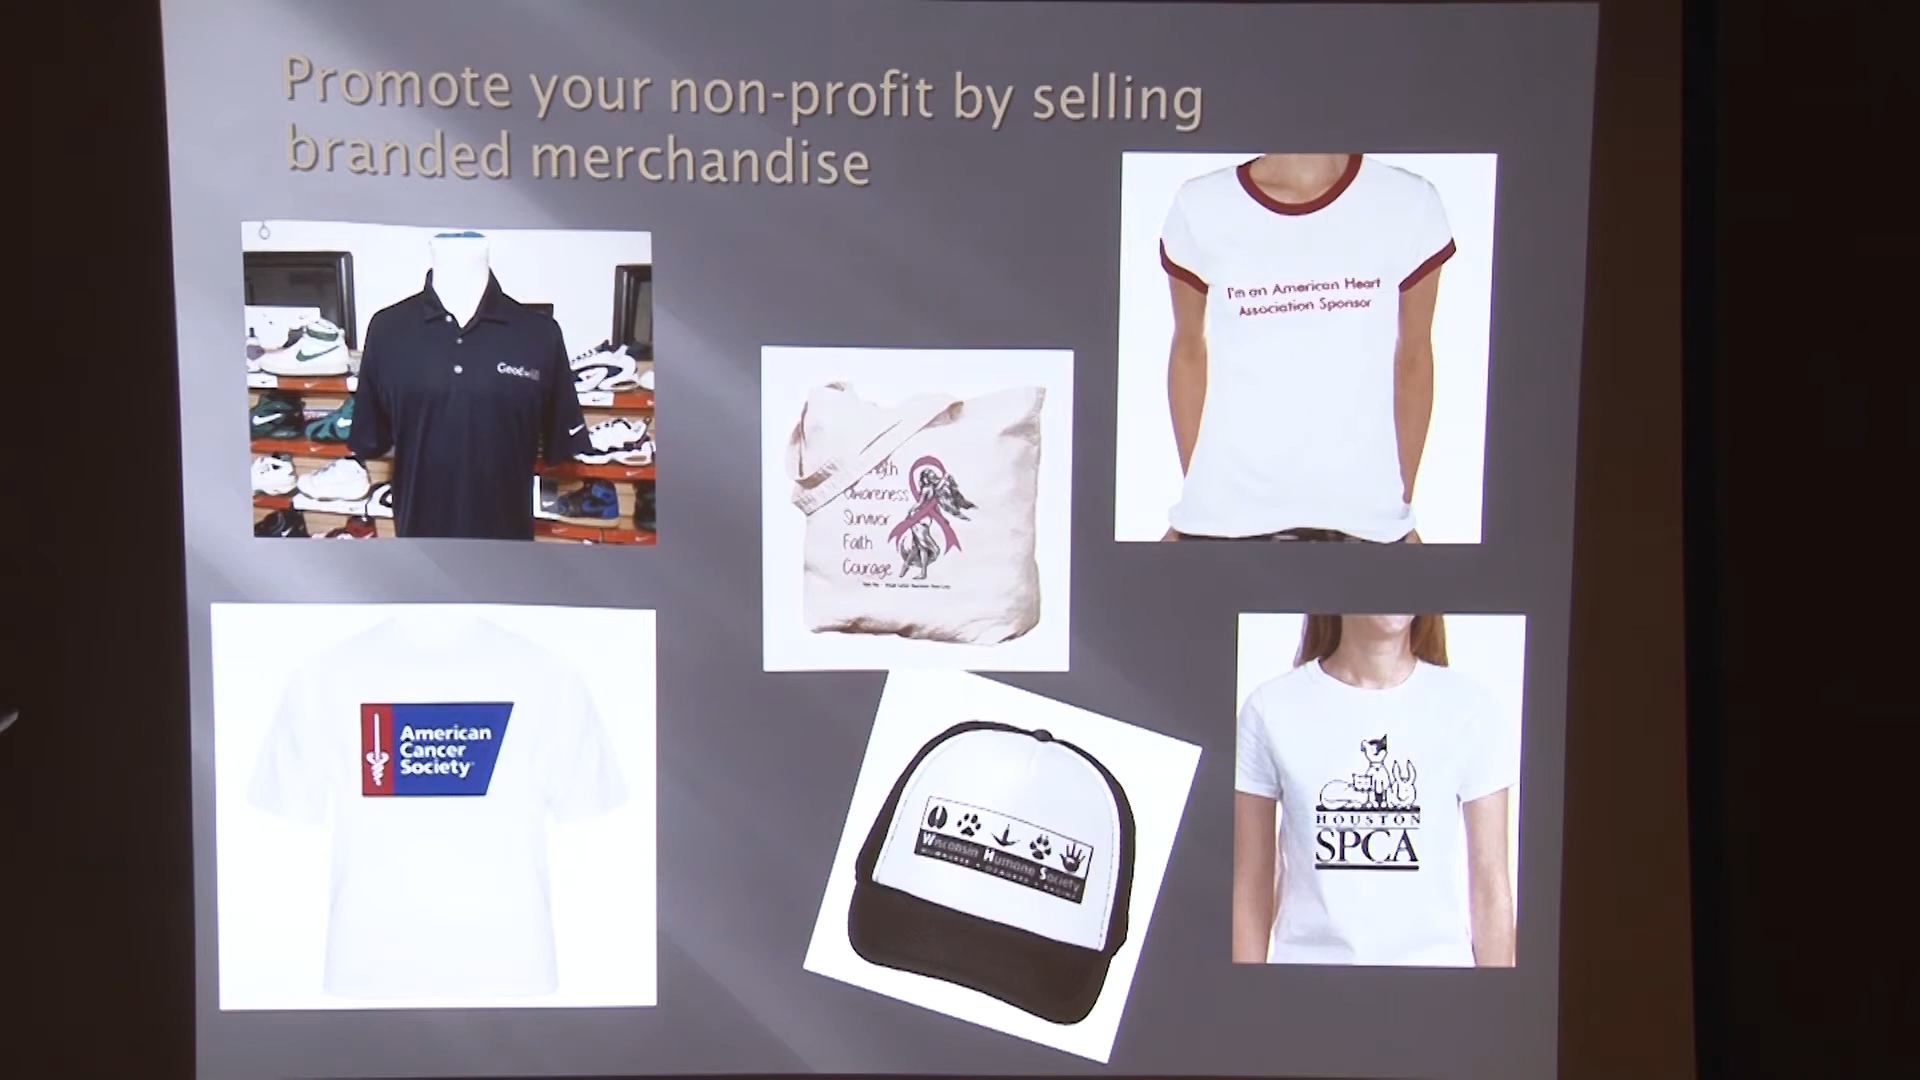 Promote your non-profit by selling
branded merchandise
I'm an American Heart
Association Sponsor
Goodwill
Awareness
Survivor
Faith
Courage
American
Cancer
Society
Wisconsin Humane Society
HOUSTON
SPCA